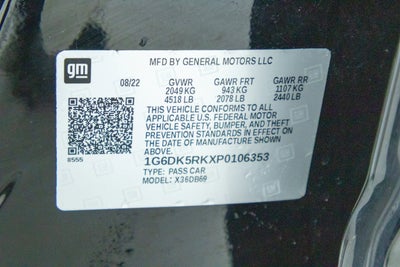 gm
MFD BY GENERAL MOTORS LLC
08/22 GVWR GAWR FRT GAWR RR
2049 KG 943 KG 1107 KG
4518 LB 2078 LB 2440 LB
THIS VEHICLE CONFORMS TO ALL
APPLICABLE U.S. FEDERAL MOTOR
VEHICLE SAFETY, BUMPER, AND THEFT
PREVENTION STANDARDS IN EFFECT ON
THE DATE OF MANUFACTURE SHOWN
ABOVE.
1G6DK5RKXP0106353
TYPE: PASS CAR
MODEL: X36DB69